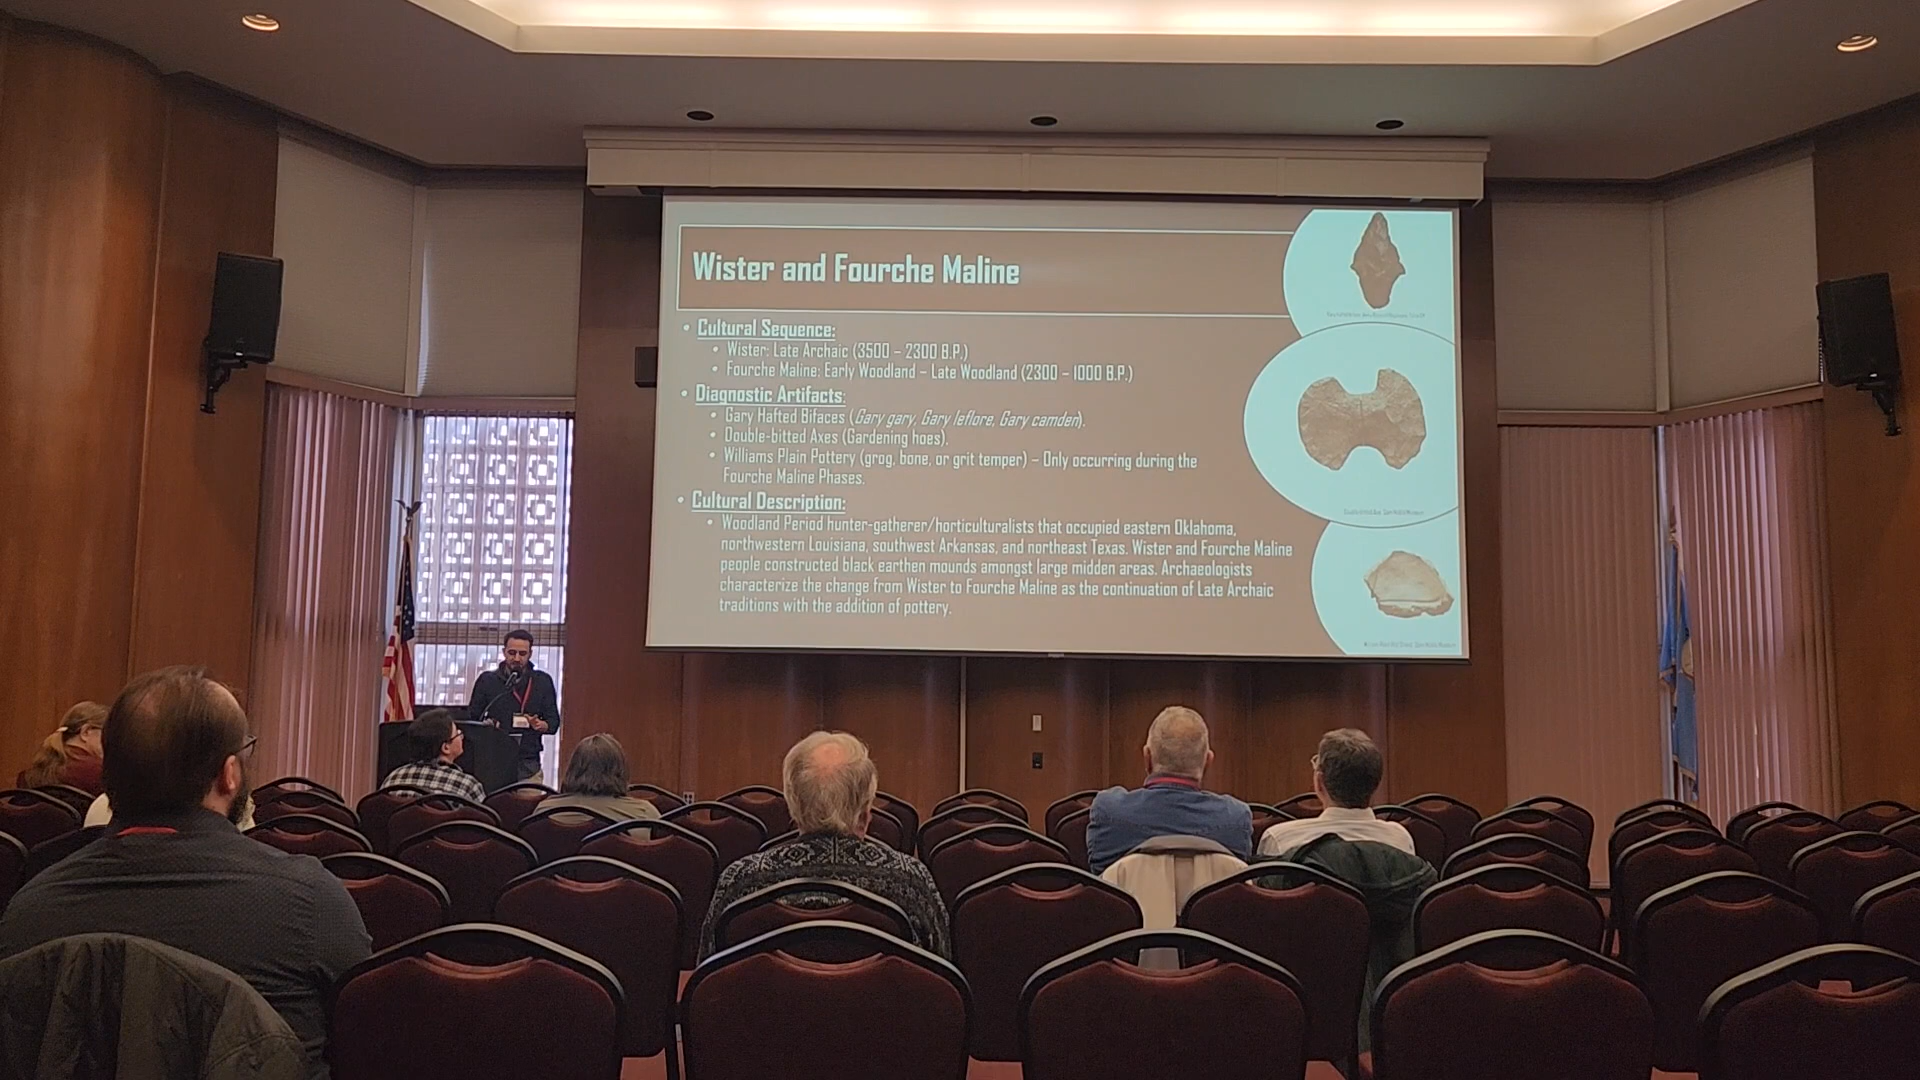 Wister and Fourche Maline
• Cultural Sequence:
• Wister: Late Archaic (3500 – 2300 B.P.)
• Fourche Maline: Early Woodland – Late Woodland (2300 – 1000 B.P.)
• Diagnostic Artifacts:
• Gary Hafted Bifaces (Gary gary, Gary leflore, Gary camden).
• Double-bitted Axes (Gardening hoes).
• Williams Plain Pottery (grog, bone, or grit temper) – Only occurring during the
Fourche Maline Phases.
• Cultural Description:
• Woodland Period hunter-gatherer/horticulturalists that occupied eastern Oklahoma,
northwestern Louisiana, southwest Arkansas, and northeast Texas. Wister and Fourche Maline
people constructed black earthen mounds amongst large midden areas. Archaeologists
characterize the change from Wister to Fourche Maline as the continuation of Late Archaic
traditions with the addition of pottery.